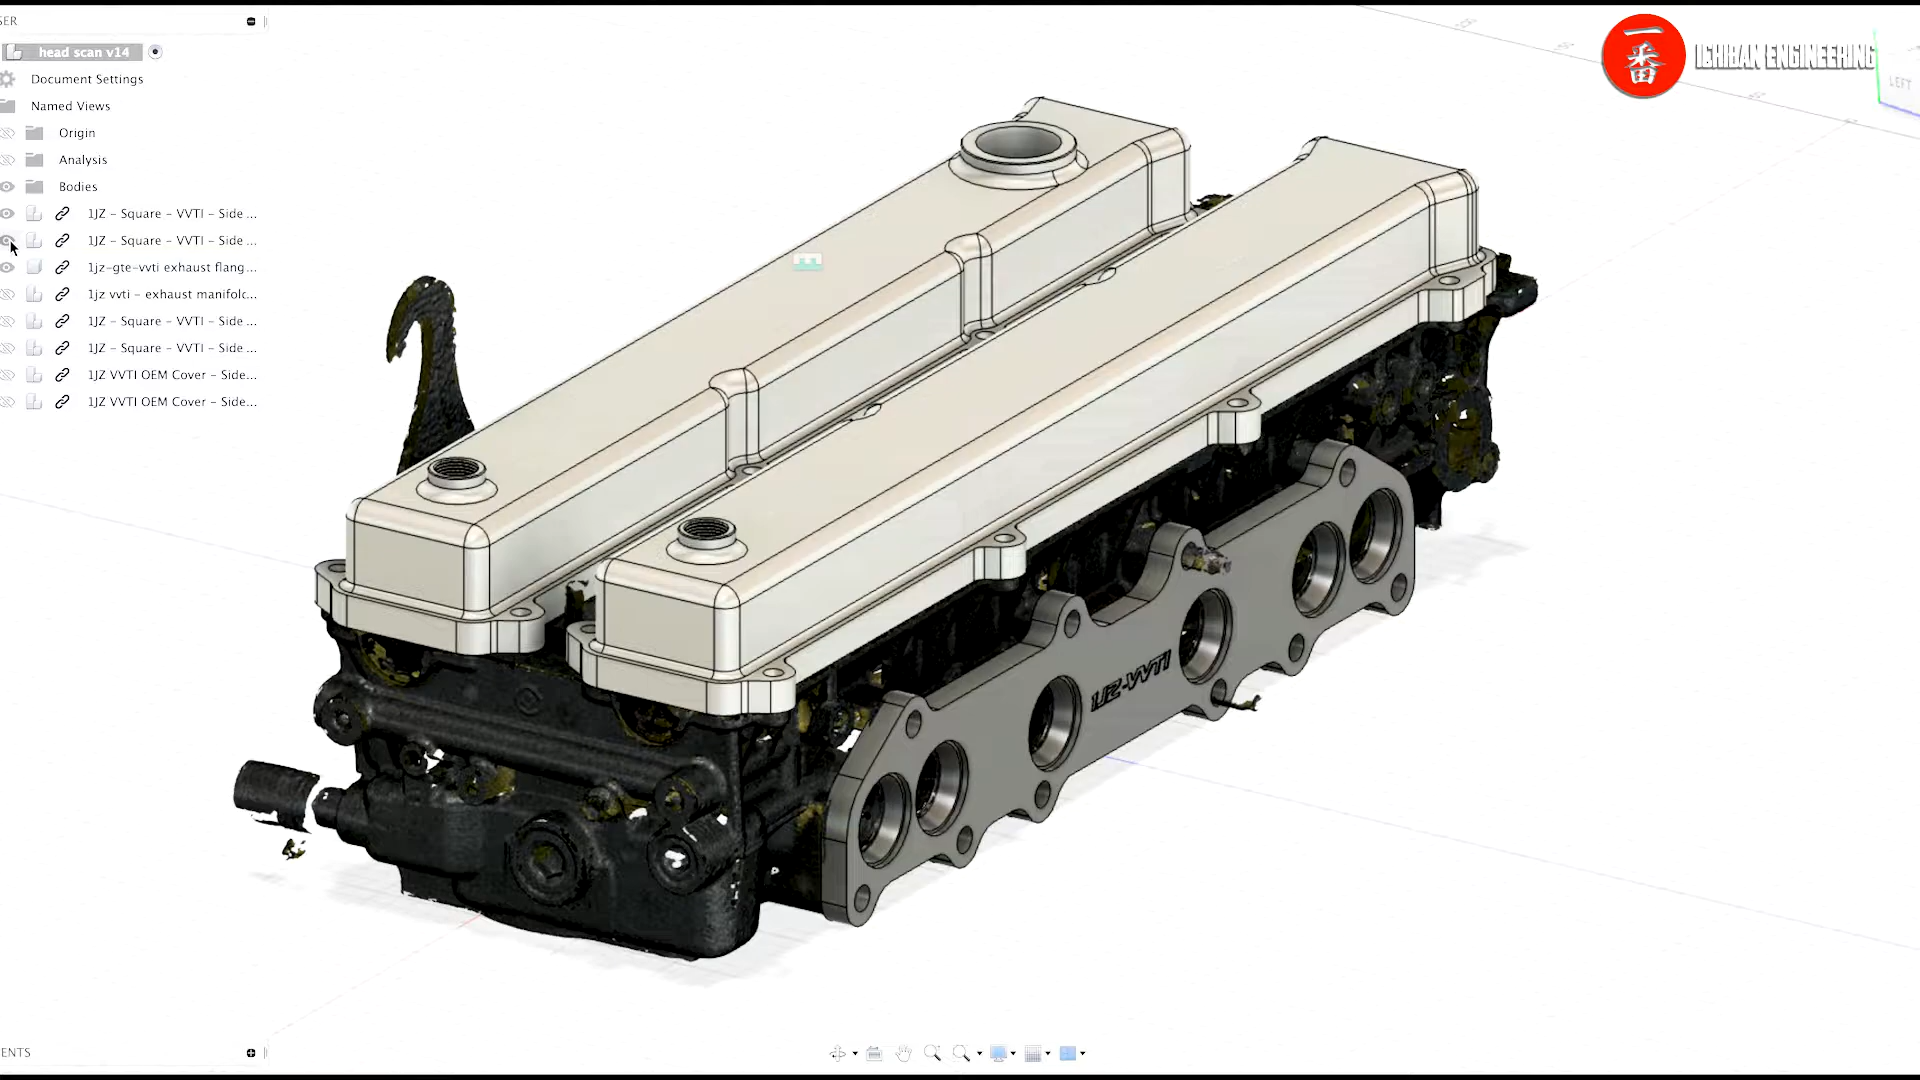 SER
head scan v14
Document Settings
Named Views
Origin
Analysis
Bodies
1JZ - Square - VVTI - Side ...
1JZ - Square - VVTI - Side ...
1jz-gte-vvti exhaust flang...
1jz vvti - exhaust manifolc...
1JZ - Square - VVTI - Side ...
1JZ - Square - VVTI - Side ...
1JZ VVTI OEM Cover - Side...
1JZ VVTI OEM Cover - Side...
ENTS
一番
ICHIBAN ENGINEERING
LEFT
1JZ-VVTI